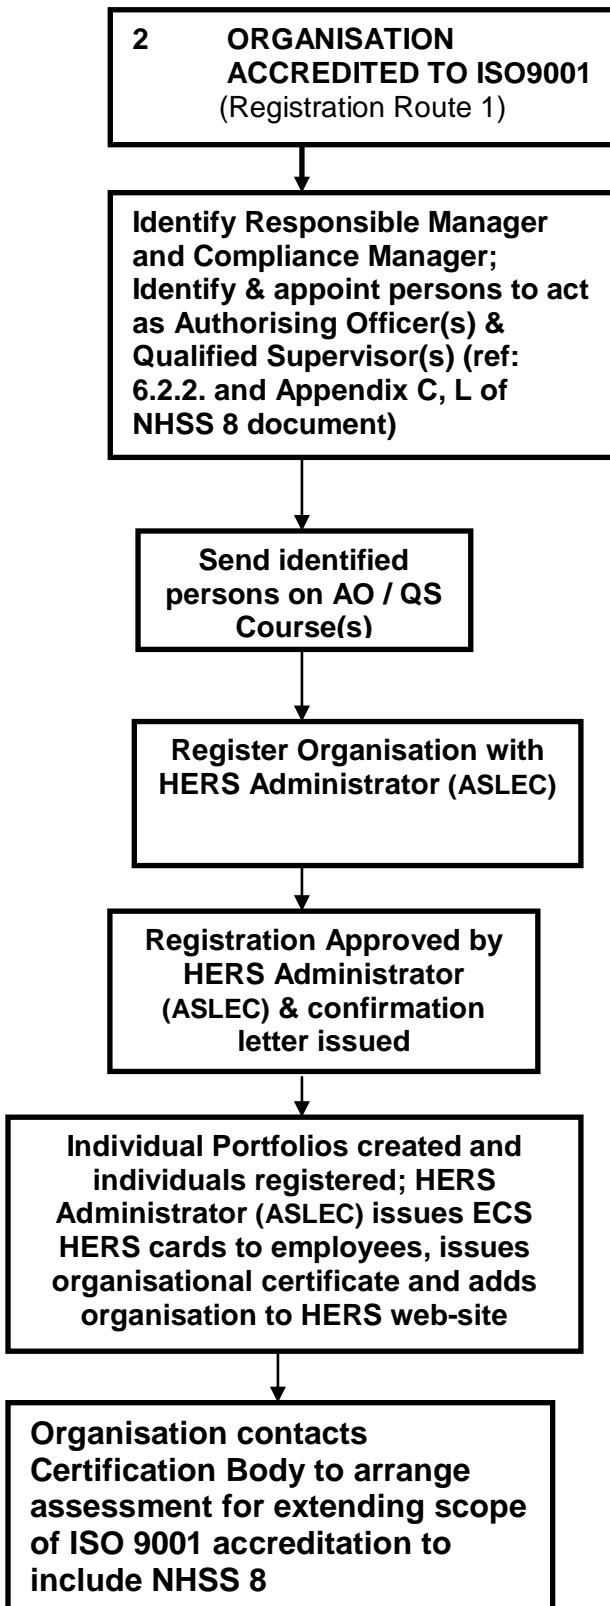 2 ORGANISATION
ACCREDITED TO ISO9001
(Registration Route 1)
Identify Responsible Manager
and Compliance Manager;
Identify & appoint persons to act
as Authorising Officer(s) &
Qualified Supervisor(s) (ref:
6.2.2. and Appendix C, L of
NHSS 8 document)
Send identified
persons on AO / QS
Course(s)
Register Organisation with
HERS Administrator (ASLEC)
Registration Approved by
HERS Administrator
(ASLEC) & confirmation
letter issued
Individual Portfolios created and
individuals registered; HERS
Administrator (ASLEC) issues ECS
HERS cards to employees, issues
organisational certificate and adds
organisation to HERS web-site
Organisation contacts
Certification Body to arrange
assessment for extending scope
of ISO 9001 accreditation to
include NHSS 8